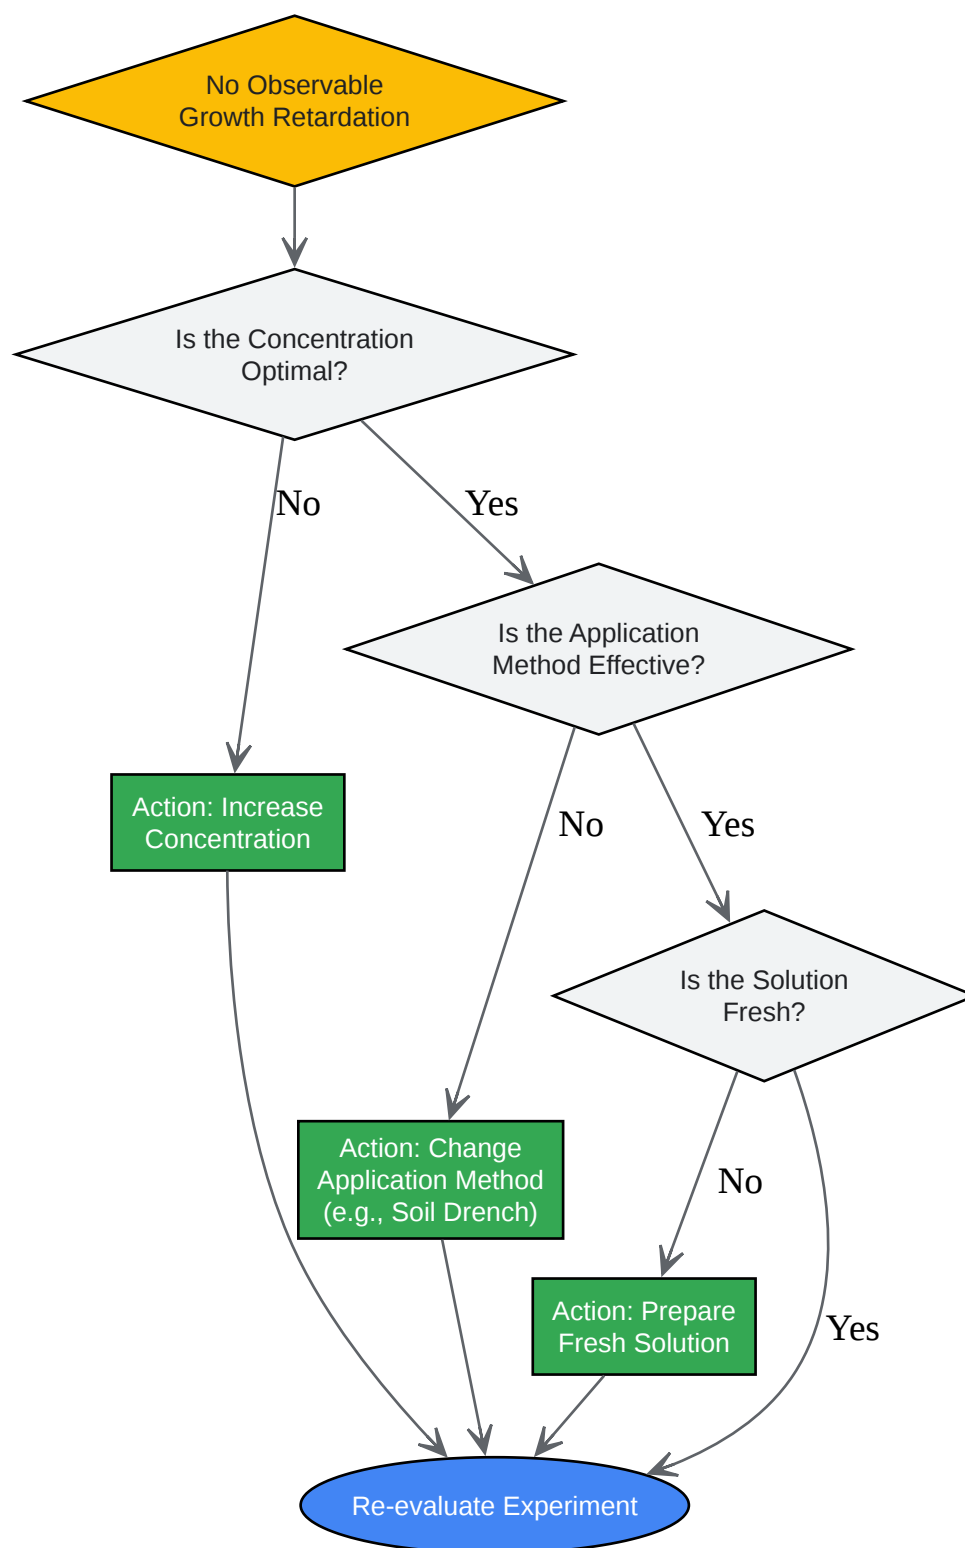 No Observable
Growth Retardation
Is the Concentration
Optimal?
No
Yes
Is the Application
Method Effective?
Action: Increase
Concentration
No
Yes
Is the Solution
Fresh?
Action: Change
Application Method
(e.g., Soil Drench)
No
Action: Prepare
Fresh Solution
Yes
Re-evaluate Experiment